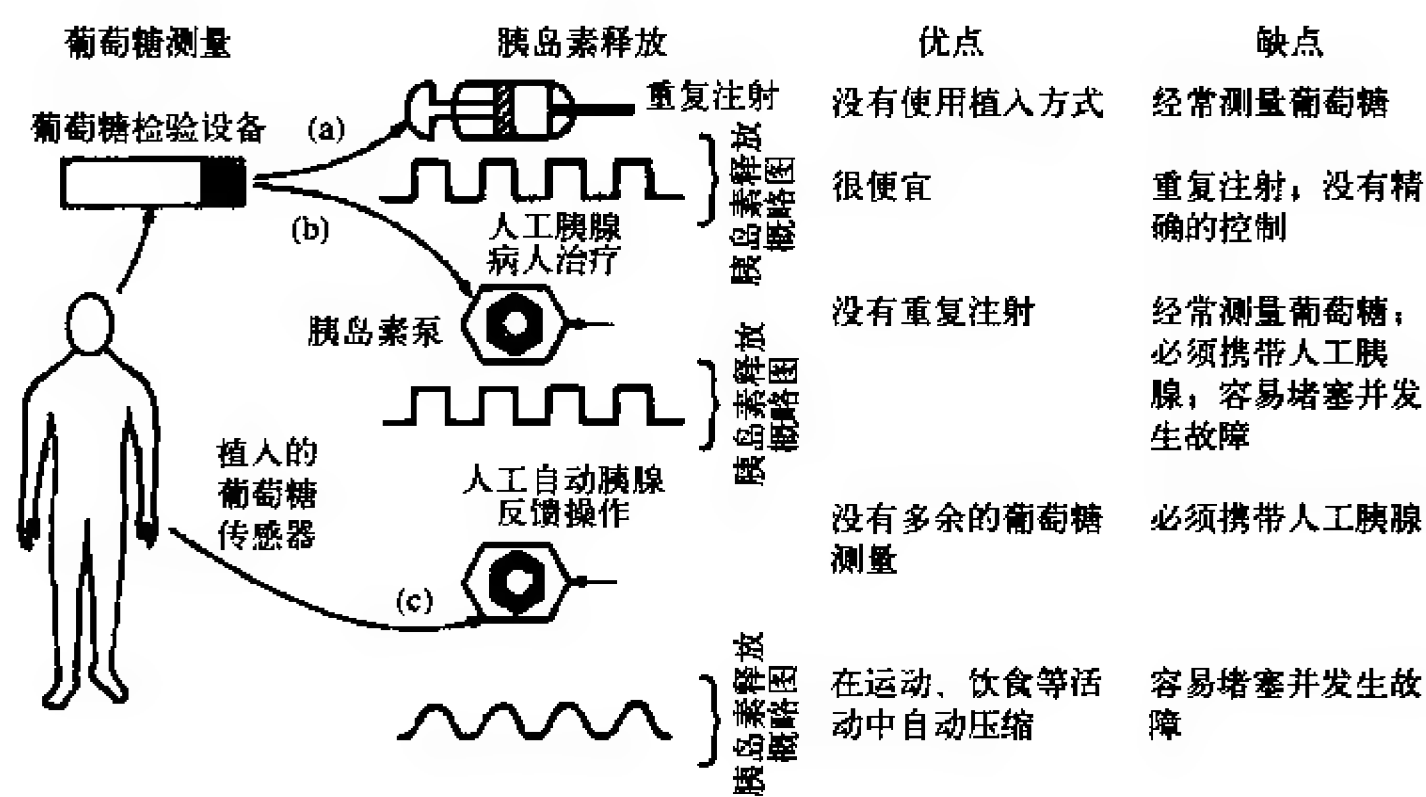 葡萄糖测量
胰岛素释放
优点
缺点
重复注射
没有使用植入方式
经常测量葡萄糖
葡萄糖检验设备
(a)
胰岛素释放
概略图
很便宜
重复注射；没有精
确的控制
(b)
人工胰腺
病人治疗
胰岛素泵
没有重复注射
经常测量葡萄糖；
必须携带人工胰
腺；容易堵塞并发
生故障
胰岛素释放
概略图
植入的
葡萄糖
传感器
人工自动胰腺
反馈操作
没有多余的葡萄糖
测量
必须携带人工胰腺
(c)
胰岛素释放
概略图
在运动、饮食等活
动中自动压缩
容易堵塞并发生故
障